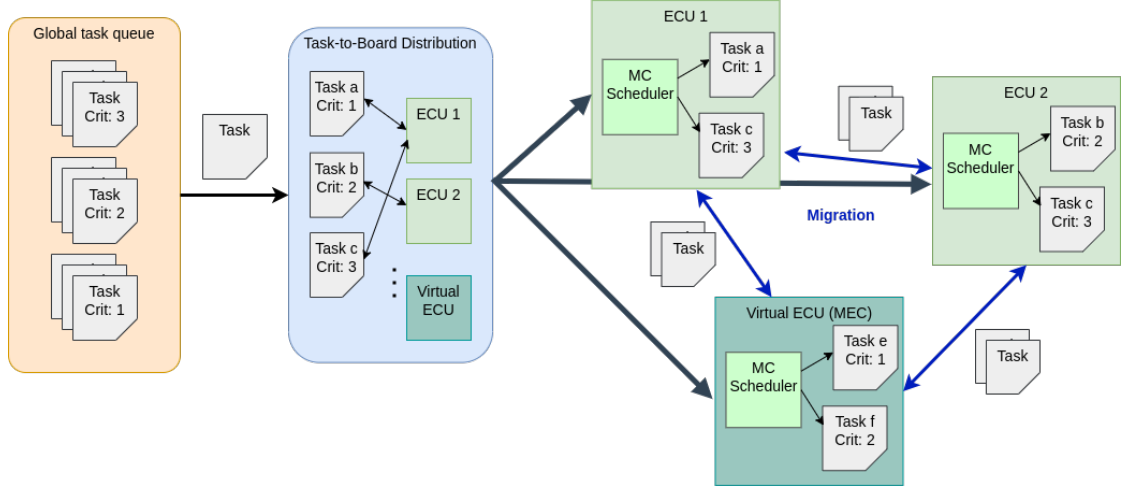 Global task queue
Task
Crit: 3
Task
Crit: 2
Task
Crit: 1
Task
Task-to-Board Distribution
Task a
Crit: 1
Task b
Crit: 2
Task c
Crit: 3
ECU 1
ECU 2
Virtual
ECU
ECU 1
MC
Scheduler
Task a
Crit: 1
Task c
Crit: 3
Task
Migration
Task
ECU 2
MC
Scheduler
Task b
Crit: 2
Task c
Crit: 3
Virtual ECU (MEC)
MC
Scheduler
Task e
Crit: 1
Task f
Crit: 2
Task